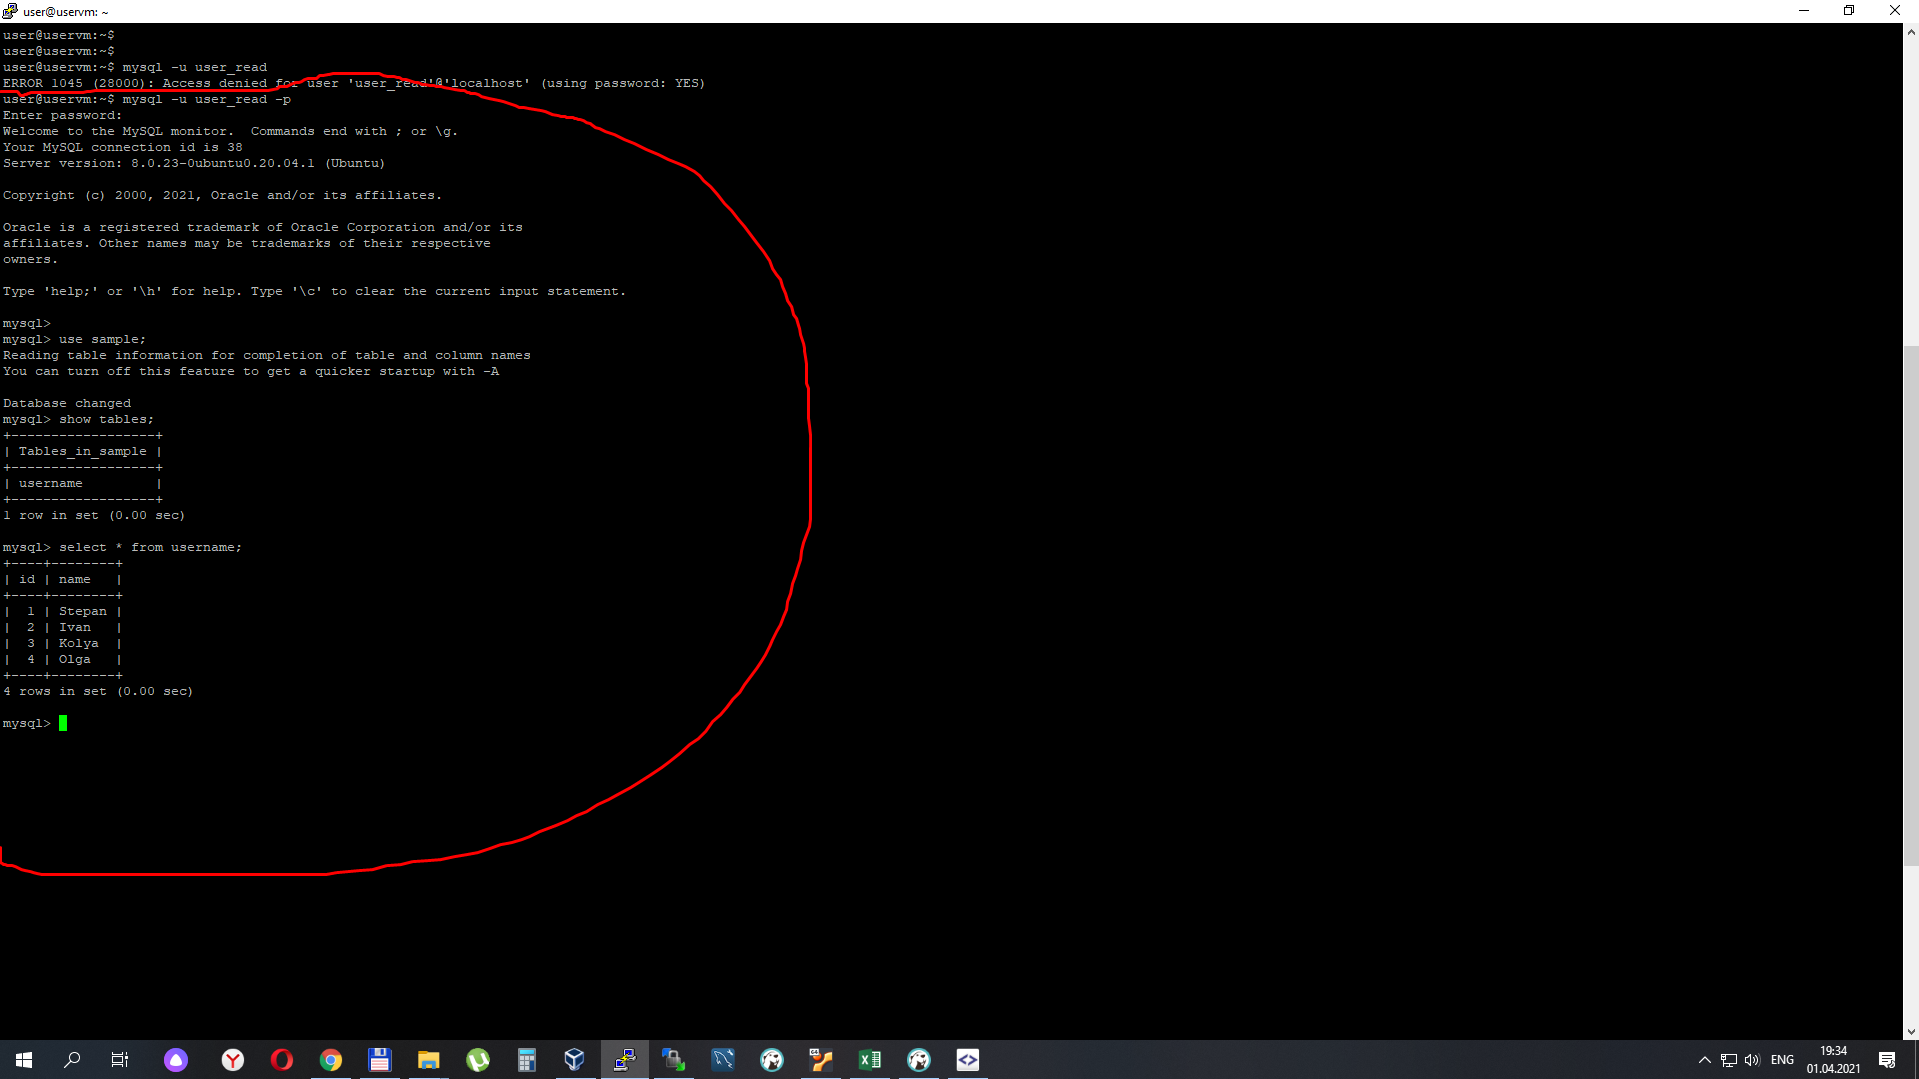 user@uservm: ~
user@uservm:~$
user@uservm:~$
user@uservm:~$ mysql -u user_read
ERROR 1045 (28000): Access denied for user 'user_read'@'localhost' (using password: YES)
user@uservm:~$ mysql -u user_read -p
Enter password:
Welcome to the MySQL monitor.  Commands end with ; or \g.
Your MySQL connection id is 38
Server version: 8.0.23-0ubuntu0.20.04.1 (Ubuntu)

Copyright (c) 2000, 2021, Oracle and/or its affiliates.

Oracle is a registered trademark of Oracle Corporation and/or its
affiliates. Other names may be trademarks of their respective
owners.

Type 'help;' or '\h' for help. Type '\c' to clear the current input statement.

mysql>
mysql> use sample;
Reading table information for completion of table and column names
You can turn off this feature to get a quicker startup with -A

Database changed
mysql> show tables;
+------------------+
| Tables_in_sample |
+------------------+
| username         |
+------------------+
1 row in set (0.00 sec)

mysql> select * from username;
+----+--------+
| id | name   |
+----+--------+
|  1 | Stepan |
|  2 | Ivan   |
|  3 | Kolya  |
|  4 | Olga   |
+----+--------+
4 rows in set (0.00 sec)

mysql>
ENG
19:34
01.04.2021